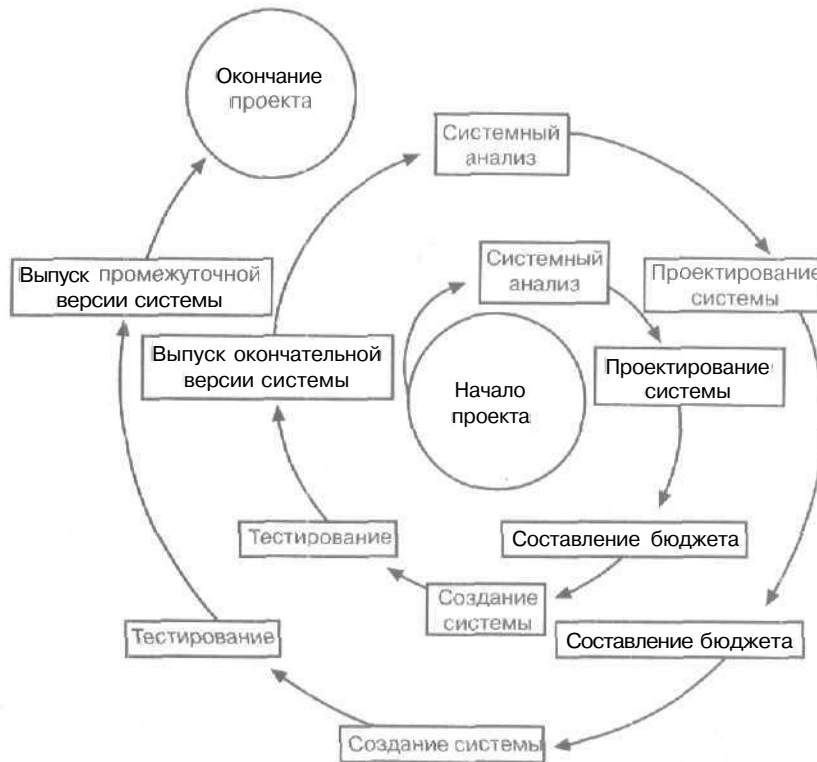 Окончание
проекта
Системный
анализ
Системный
анализ
Проектирование
системы
Выпуск промежуточной
версии системы
Выпуск окончательной
версии системы
Проектирование
системы
Начало
проекта
Тестирование
Составление бюджета
Создание
системы
Тестирование
Составление бюджета
Создание системы